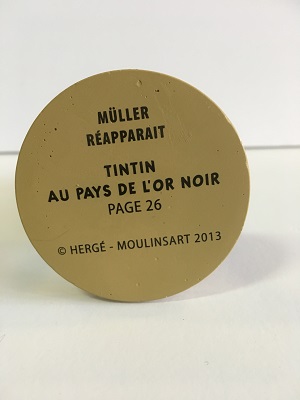 MÜLLER
RÉAPPARAIT
TINTIN
AU PAYS DE L'OR NOIR
PAGE 26
© HERGÉ - MOULINSART 2013